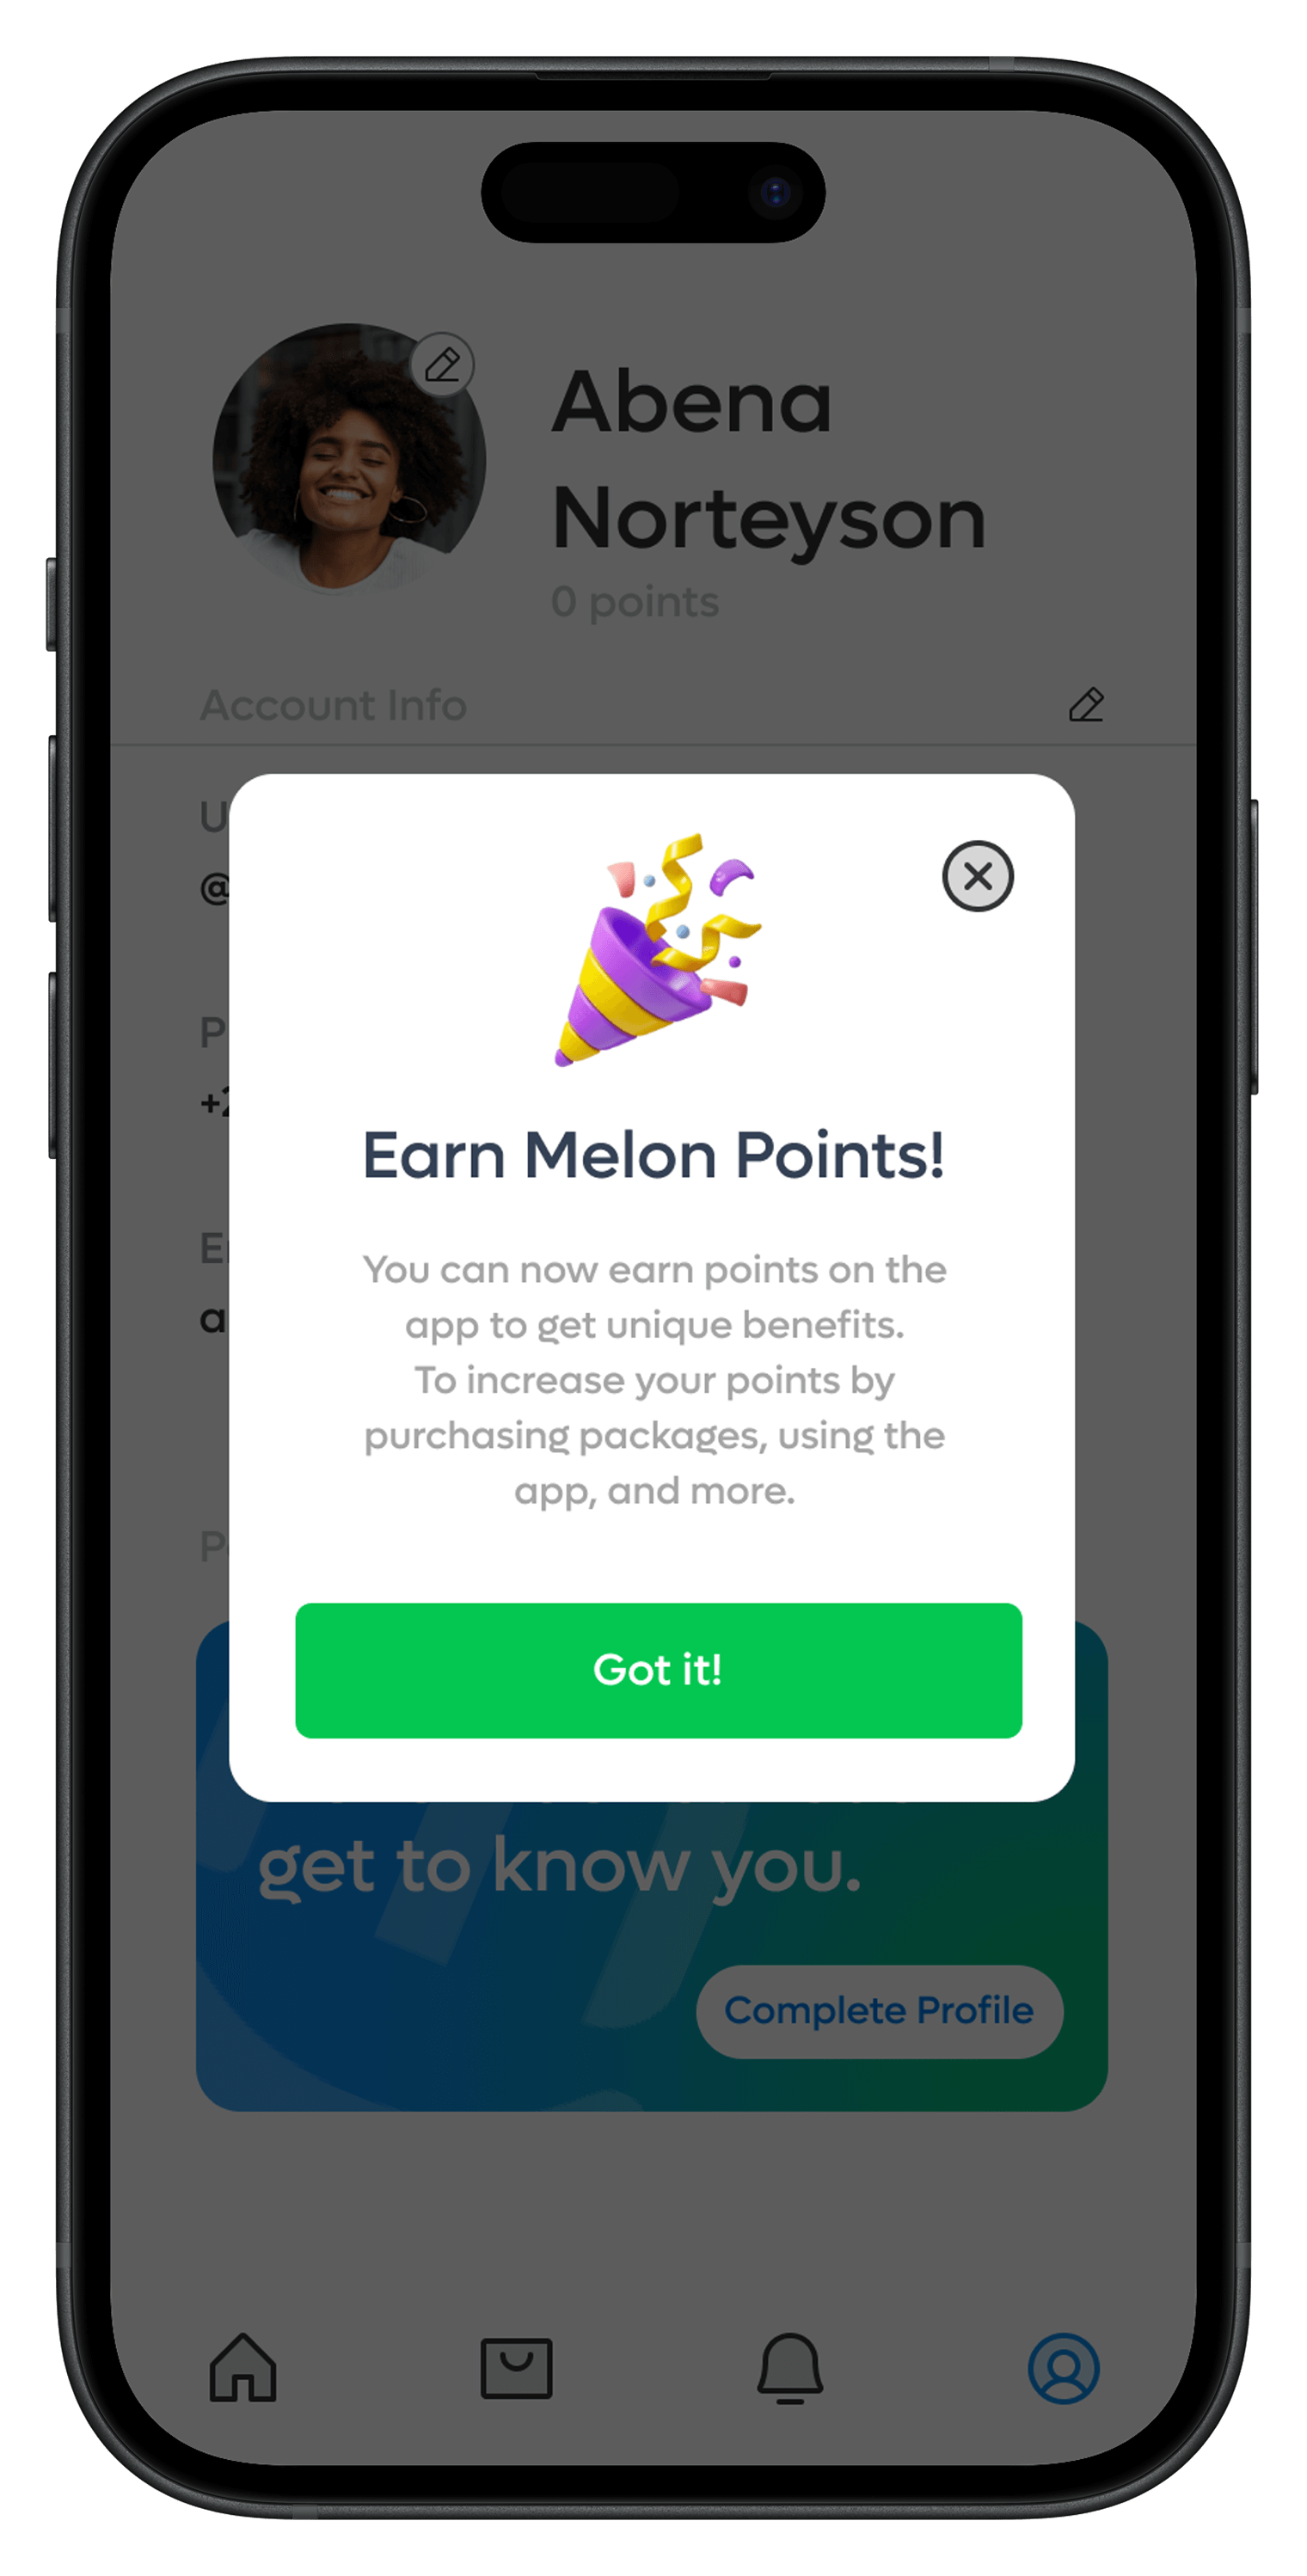 Abena
Norteyson
0 points
Account Info
@
Earn Melon Points!
You can now earn points on the
app to get unique benefits.
To increase your points by
purchasing packages, using the
app, and more.
Got it!
get to know you.
Complete Profile